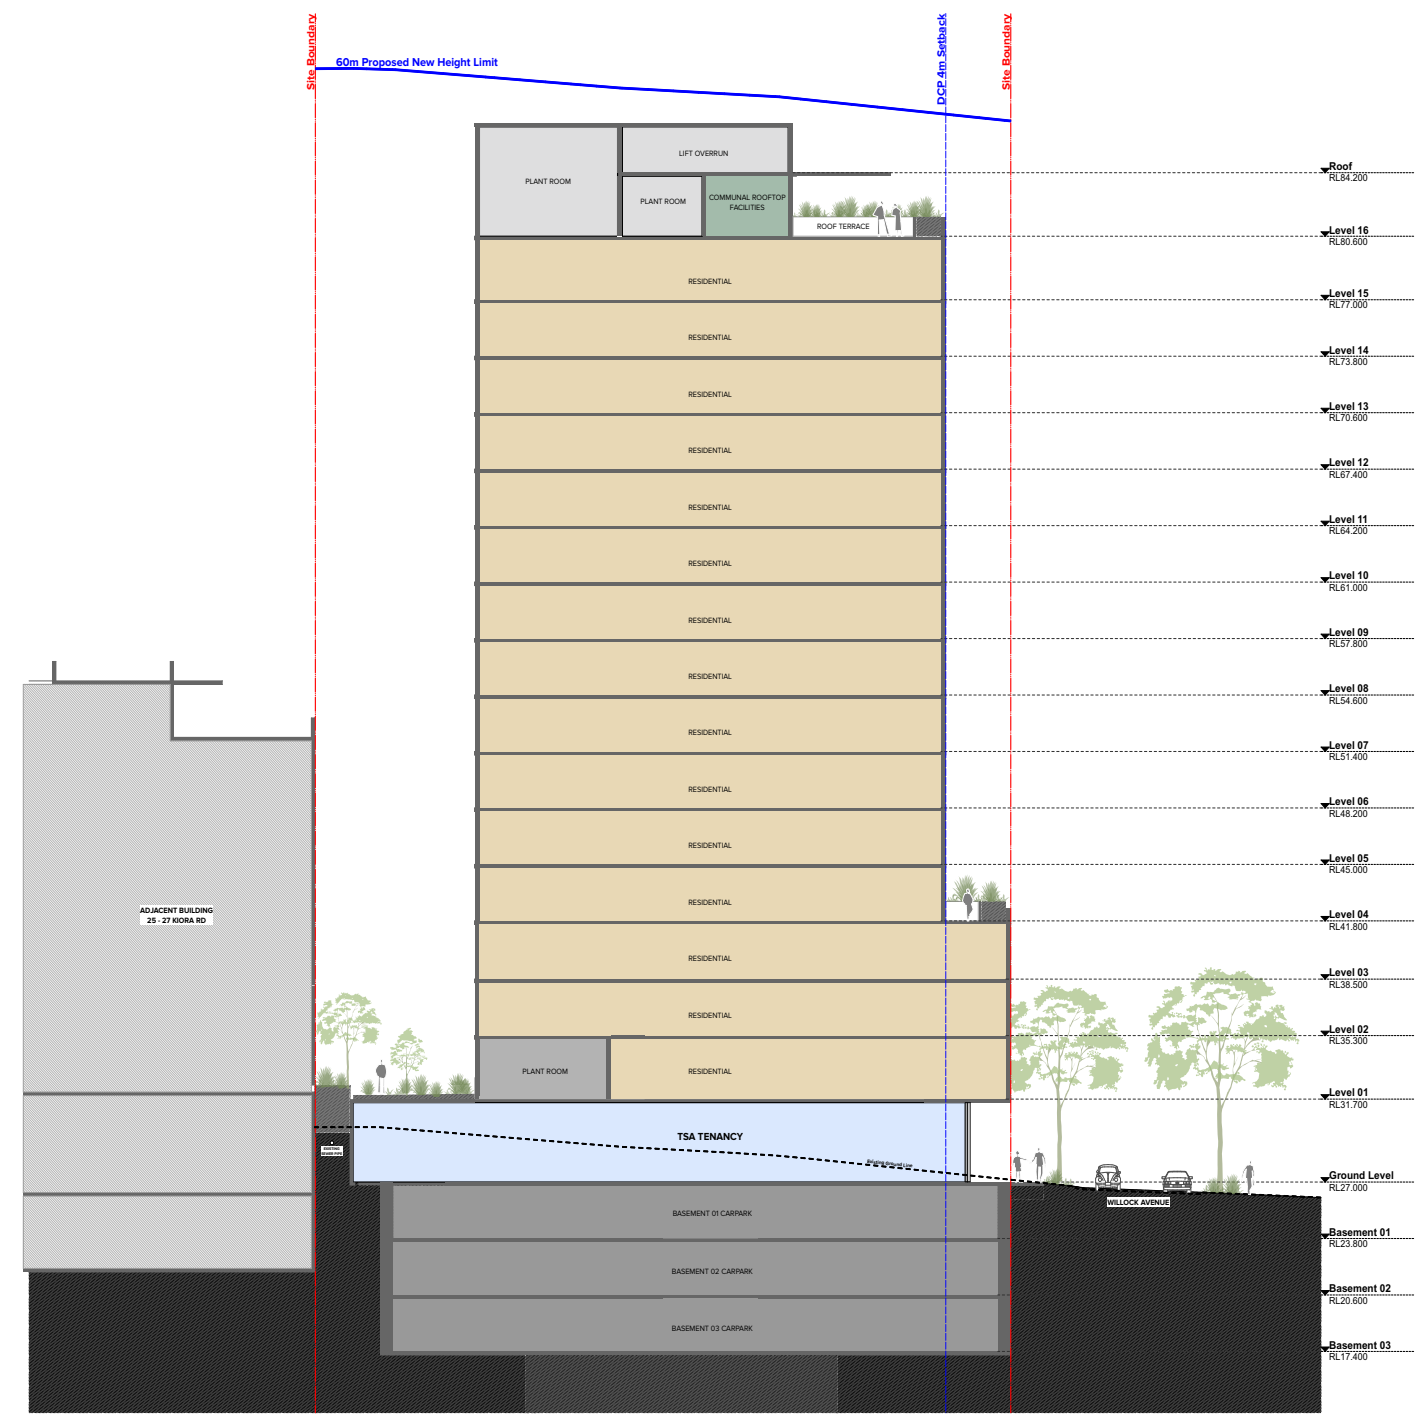 Site Boundary
DCP 4m Setback
Site Boundary
60m Proposed New Height Limit
LIFT OVERRUN
PLANT ROOM
PLANT ROOM
COMMUNAL ROOFTOP
FACILITIES
ROOF TERRACE
Roof
RL84.200
Level 16
RL80.600
RESIDENTIAL
Level 15
RL77.000
RESIDENTIAL
Level 14
RL73.800
RESIDENTIAL
Level 13
RL70.600
RESIDENTIAL
Level 12
RL67.400
RESIDENTIAL
Level 11
RL64.200
RESIDENTIAL
Level 10
RL61.000
RESIDENTIAL
Level 09
RL57.800
RESIDENTIAL
Level 08
RL54.600
RESIDENTIAL
Level 07
RL51.400
RESIDENTIAL
Level 06
RL48.200
RESIDENTIAL
Level 05
RL45.000
RESIDENTIAL
Level 04
RL41.800
ADJACENT BUILDING
25 - 27 KIORA RD
RESIDENTIAL
Level 03
RL38.500
RESIDENTIAL
Level 02
RL35.300
PLANT ROOM
RESIDENTIAL
Level 01
RL31.700
TSA TENANCY
EXISTING
SEWER PIPE
Existing Ground Line
Ground Level
RL27.000
WILLOCK AVENUE
BASEMENT 01 CARPARK
Basement 01
RL23.800
BASEMENT 02 CARPARK
Basement 02
RL20.600
BASEMENT 03 CARPARK
Basement 03
RL17.400